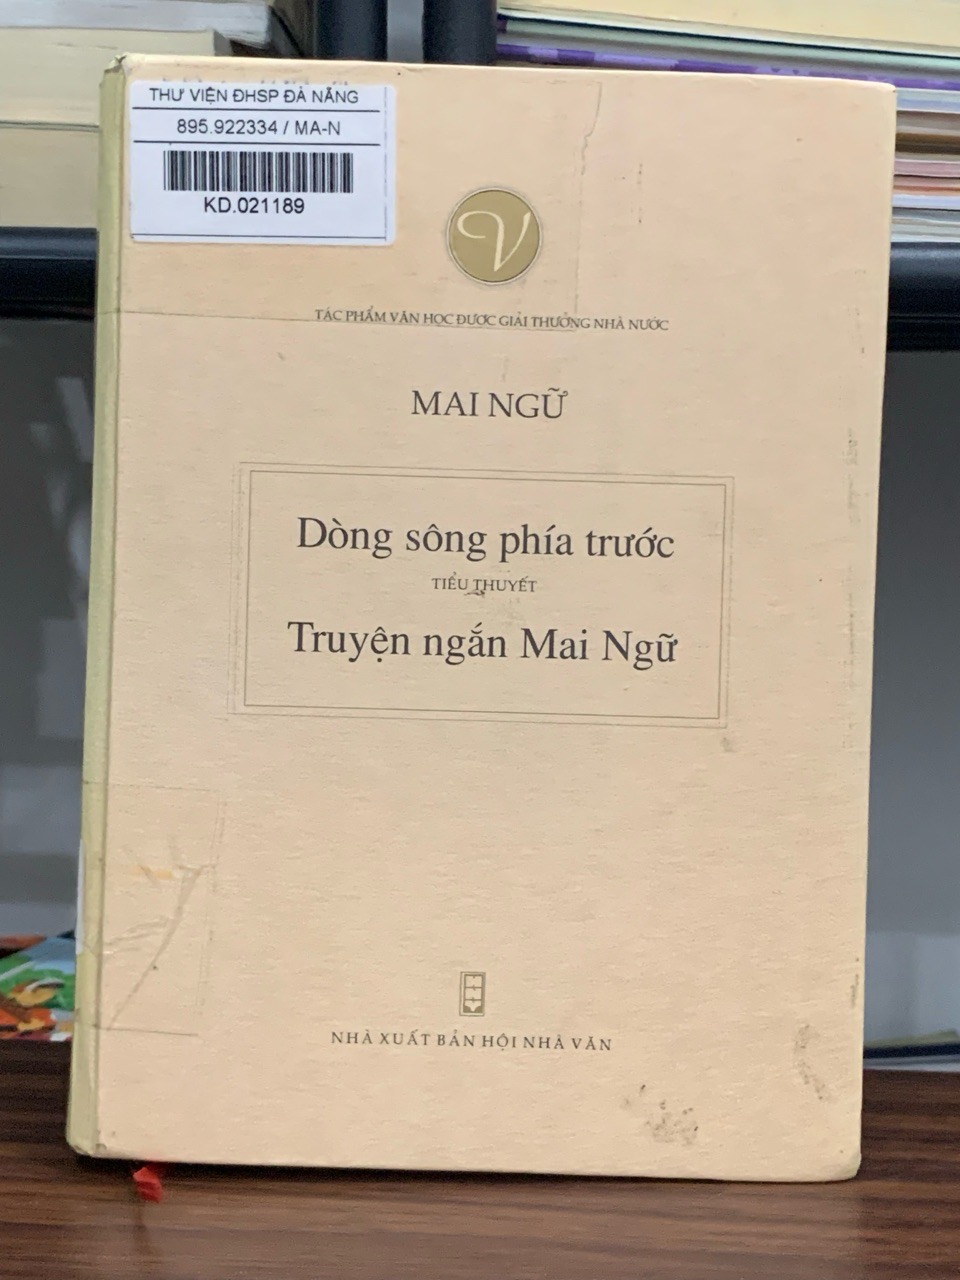 THƯ VIỆN ĐHSP ĐÀ NẴNG
895.922334 / MA-N
KD.021189
V
TÁC PHẨM VĂN HỌC ĐƯỢC GIẢI THƯỞNG NHÀ NƯỚC
MAI NGỮ
Dòng sông phía trước
TIỂU THUYẾT
Truyện ngắn Mai Ngữ
NHÀ XUẤT BẢN HỘI NHÀ VĂN